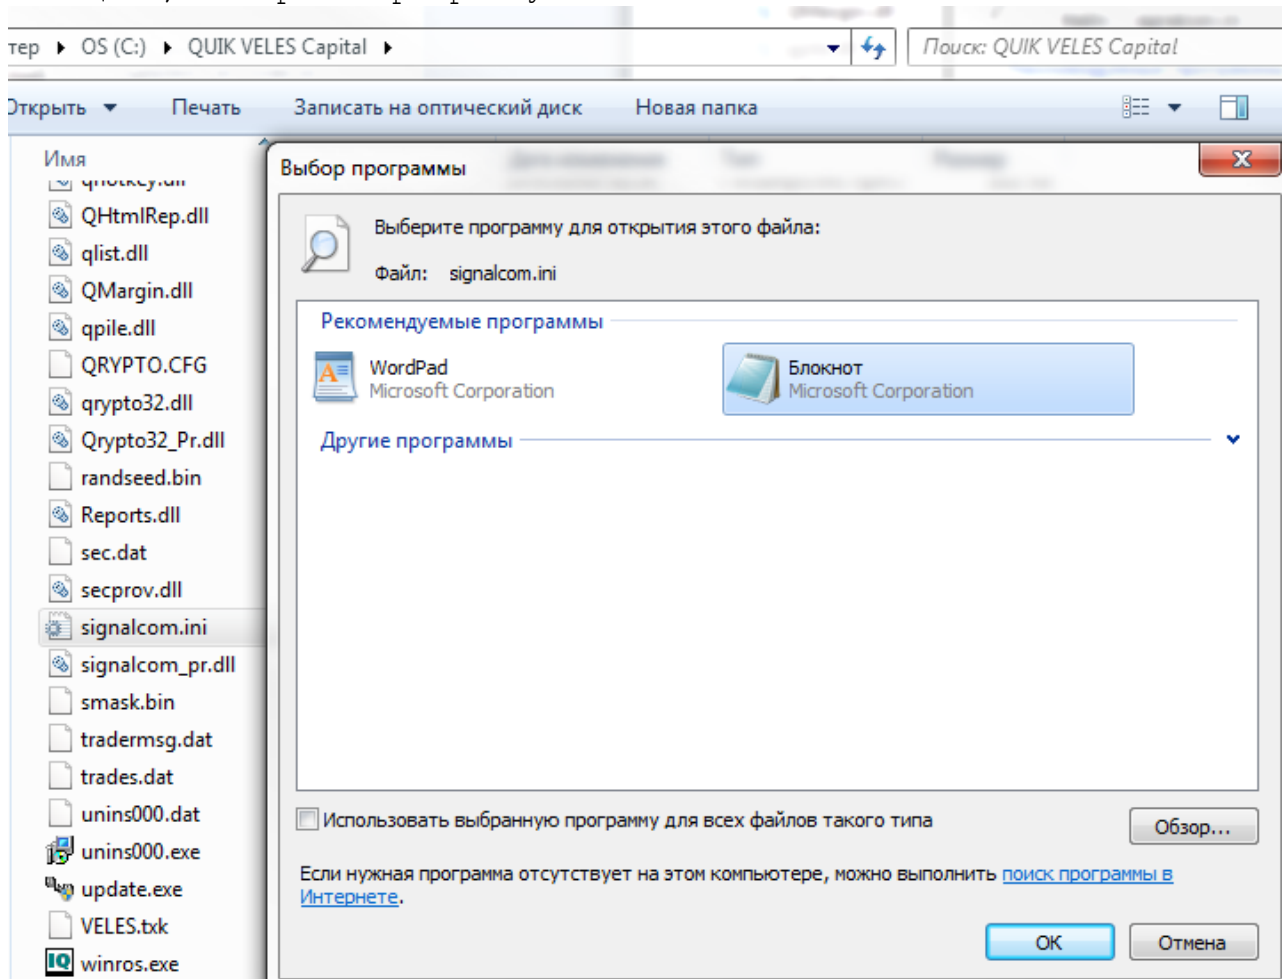 тер ▸ OS (C:) ▸ QUIK VELES Capital ▸
Поиск: QUIK VELES Capital
Открыть
Печать
Записать на оптический диск
Новая папка
Имя
qhotkey.dll
QHtmlRep.dll
qlist.dll
QMargin.dll
qpile.dll
QRYPTO.CFG
qrypto32.dll
Qrypto32_Pr.dll
randseed.bin
Reports.dll
sec.dat
secprov.dll
signalcom.ini
signalcom_pr.dll
smask.bin
tradermsg.dat
trades.dat
unins000.dat
unins000.exe
update.exe
VELES.txk
winros.exe
Выбор программы
Выберите программу для открытия этого файла:
Файл: signalcom.ini
Рекомендуемые программы
WordPad
Microsoft Corporation
Блокнот
Microsoft Corporation
Другие программы
Использовать выбранную программу для всех файлов такого типа
Обзор...
Если нужная программа отсутствует на этом компьютере, можно выполнить поиск программы в
Интернете.
ОК
Отмена